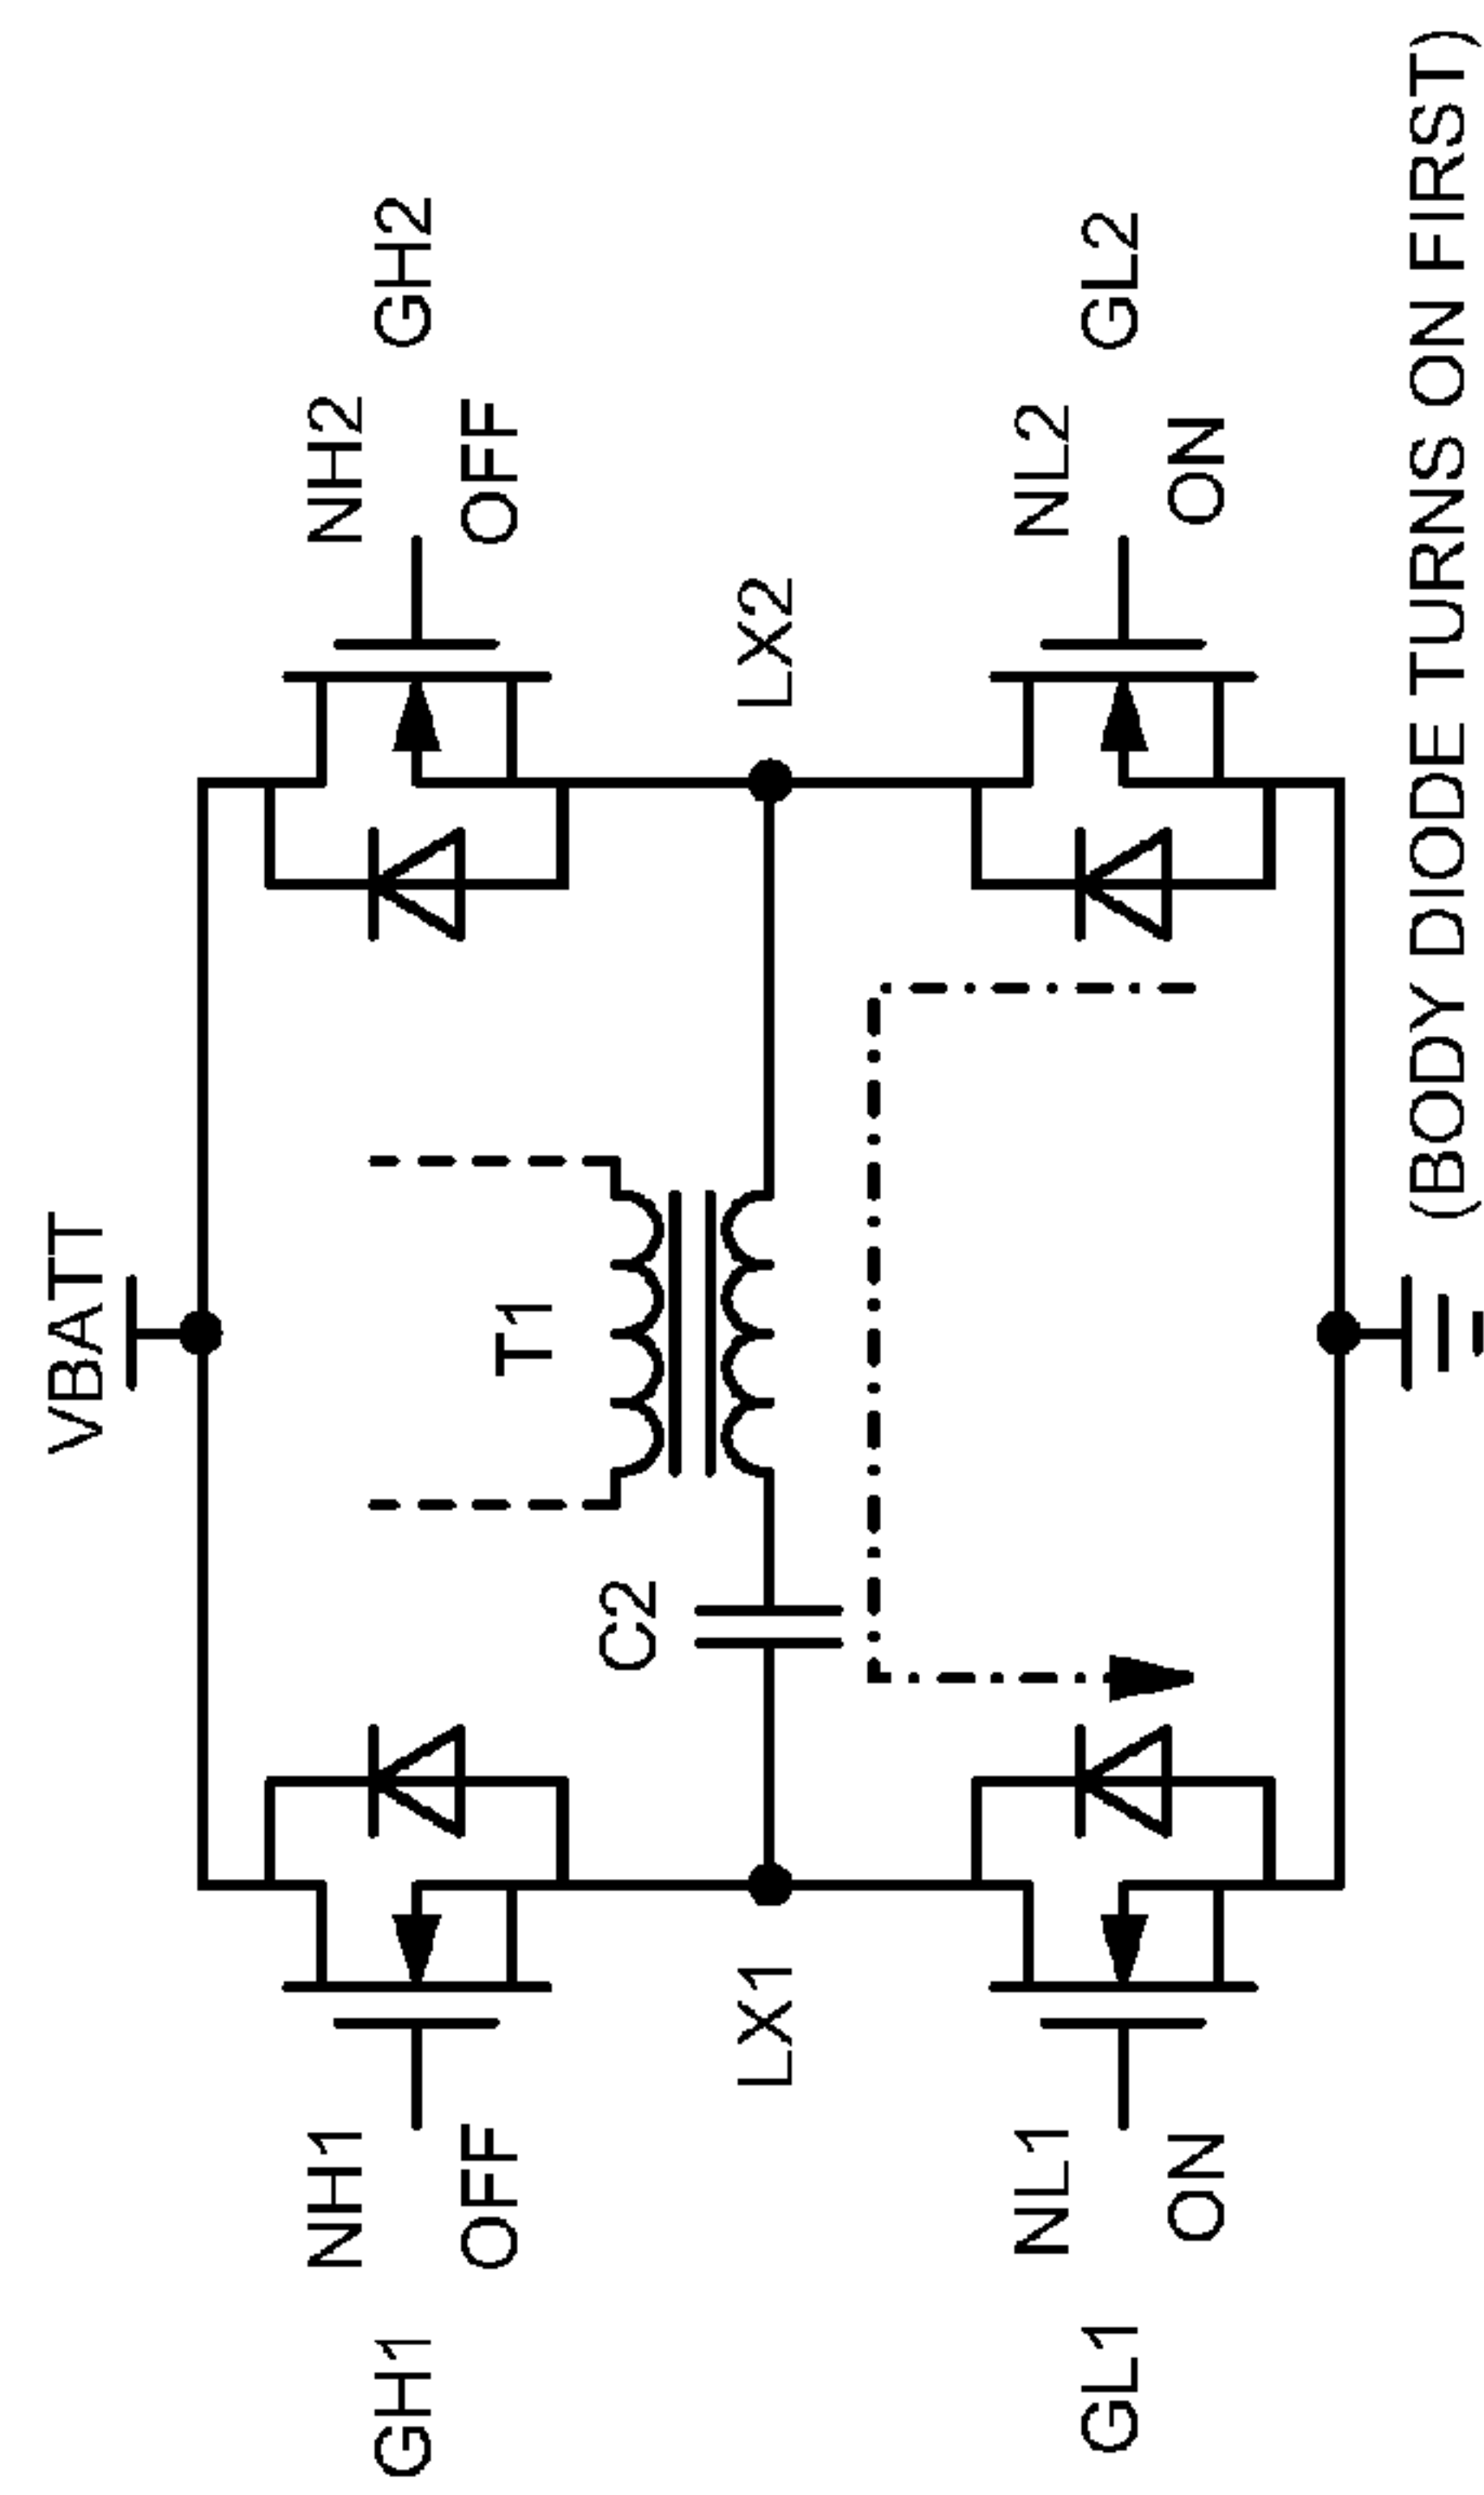 VBATT
NH1
GH1
OFF
NH2
GH2
OFF
C2
T1
LX1
LX2
NL1
GL1
ON
NL2
GL2
ON
(BODY DIODE TURNS ON FIRST)